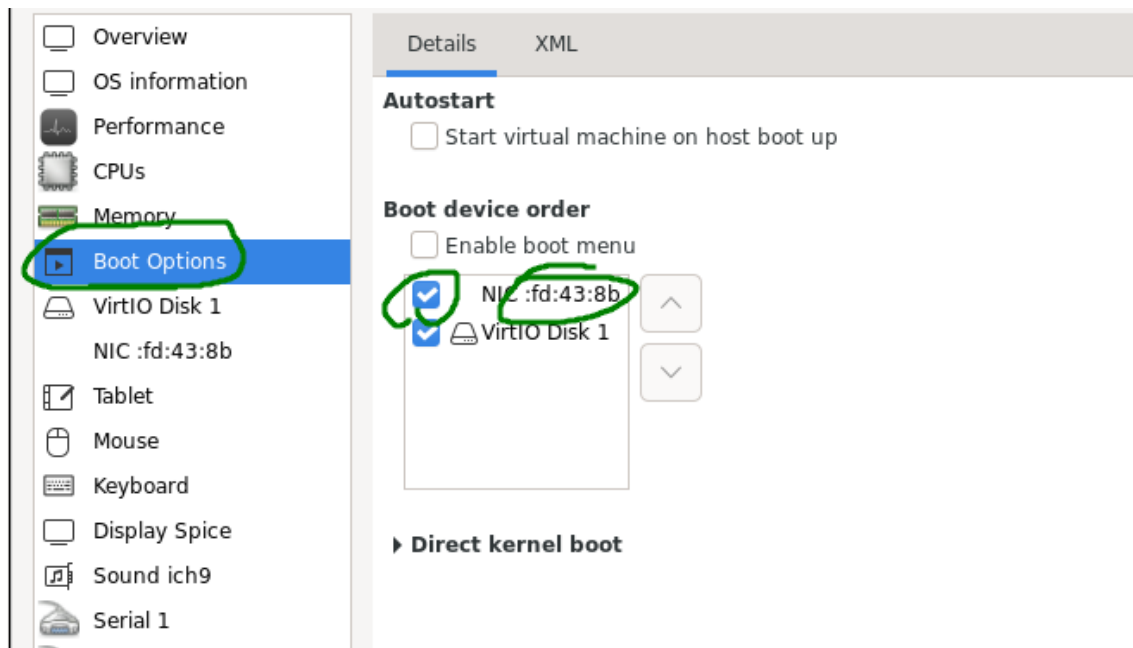 Overview
OS information
Performance
CPUs
Memory
Boot Options
VirtIO Disk 1
NIC :fd:43:8b
Tablet
Mouse
Keyboard
Display Spice
Sound ich9
Serial 1
Details
XML
Autostart
Start virtual machine on host boot up
Boot device order
Enable boot menu
NIC :fd:43:8b
VirtIO Disk 1
Direct kernel boot